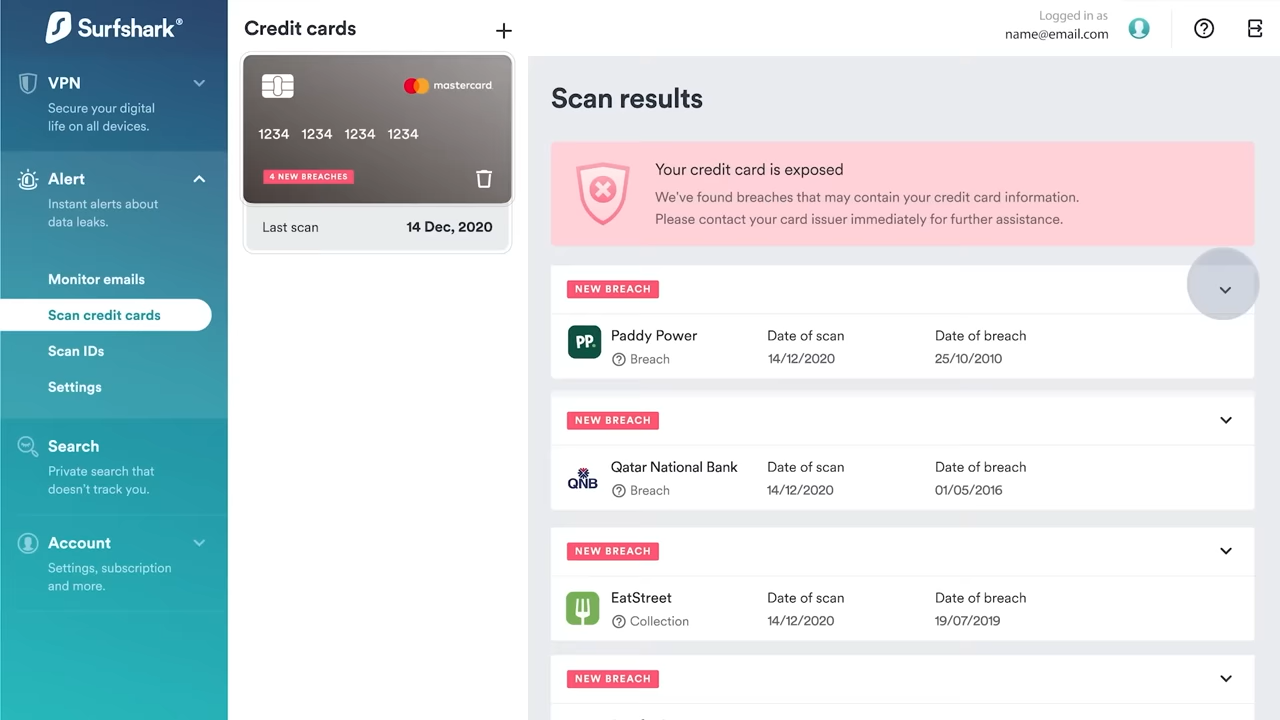 Surfshark®
VPN
Secure your digital
life on all devices.
Alert
Instant alerts about
data leaks.
Monitor emails
Scan credit cards
Scan IDs
Settings
Search
Private search that
doesn't track you.
Account
Settings, subscription
and more.
Credit cards
mastercard
1234 1234 1234 1234
4 NEW BREACHES
Last scan 14 Dec, 2020
Logged in as
name@email.com
Scan results
Your credit card is exposed
We've found breaches that may contain your credit card information.
Please contact your card issuer immediately for further assistance.
NEW BREACH
PP.
Paddy Power Date of scan Date of breach
Breach 14/12/2020 25/10/2010
NEW BREACH
QNB
Qatar National Bank Date of scan Date of breach
Breach 14/12/2020 01/05/2016
NEW BREACH
EatStreet Date of scan Date of breach
Collection 14/12/2020 19/07/2019
NEW BREACH